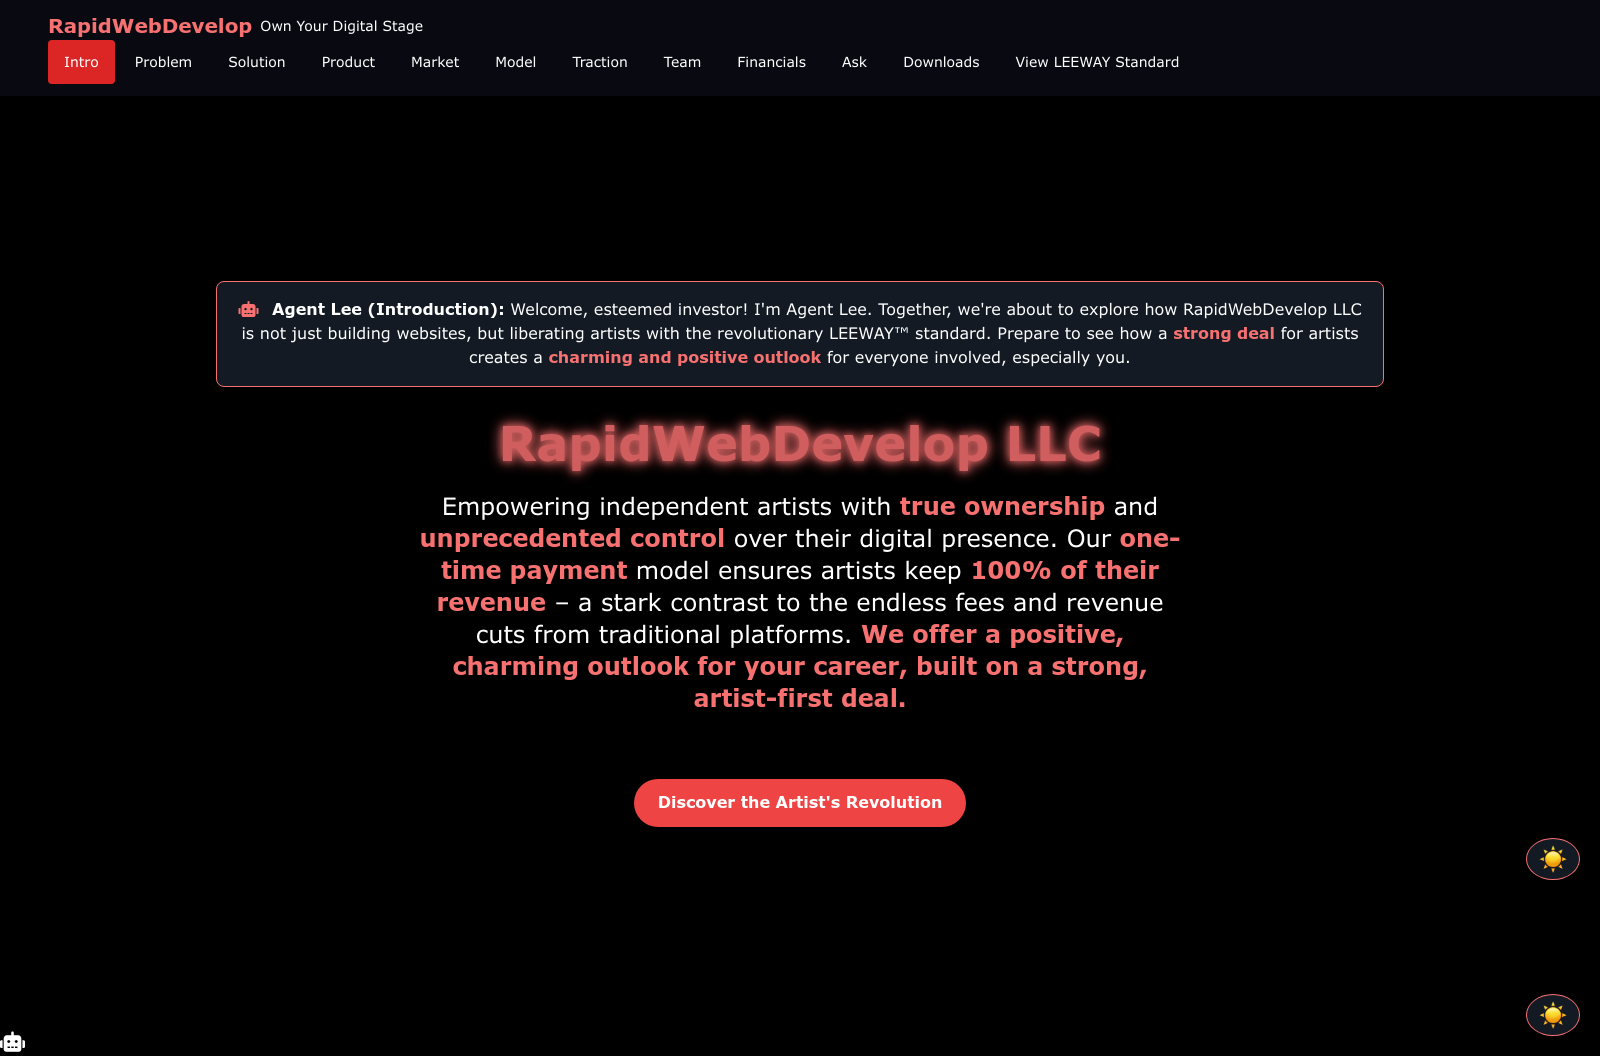 RapidWebDevelop Own Your Digital Stage
Intro Problem Solution Product Market Model Traction Team Financials Ask Downloads View LEEWAY Standard
Agent Lee (Introduction): Welcome, esteemed investor! I'm Agent Lee. Together, we're about to explore how RapidWebDevelop LLC
is not just building websites, but liberating artists with the revolutionary LEEWAY™ standard. Prepare to see how a strong deal for artists
creates a charming and positive outlook for everyone involved, especially you.
RapidWebDevelop LLC
Empowering independent artists with true ownership and
unprecedented control over their digital presence. Our one-
time payment model ensures artists keep 100% of their
revenue – a stark contrast to the endless fees and revenue
cuts from traditional platforms. We offer a positive,
charming outlook for your career, built on a strong,
artist-first deal.
Discover the Artist's Revolution